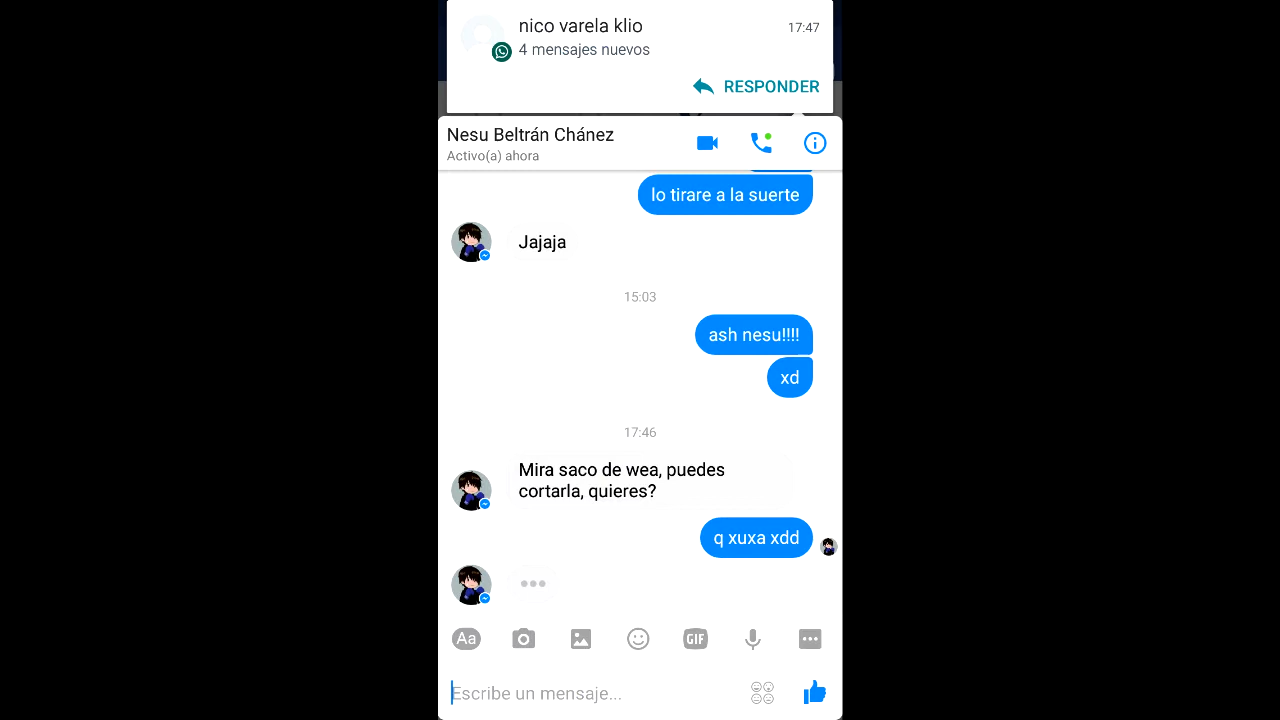 nico varela klio
17:47
4 mensajes nuevos
RESPONDER
Nesu Beltrán Chánez
Activo(a) ahora
lo tirare a la suerte
Jajaja
15:03
ash nesu!!!!
xd
17:46
Mira saco de wea, puedes
cortarla, quieres?
q xuxa xdd
Aa
GIF
Escribe un mensaje...